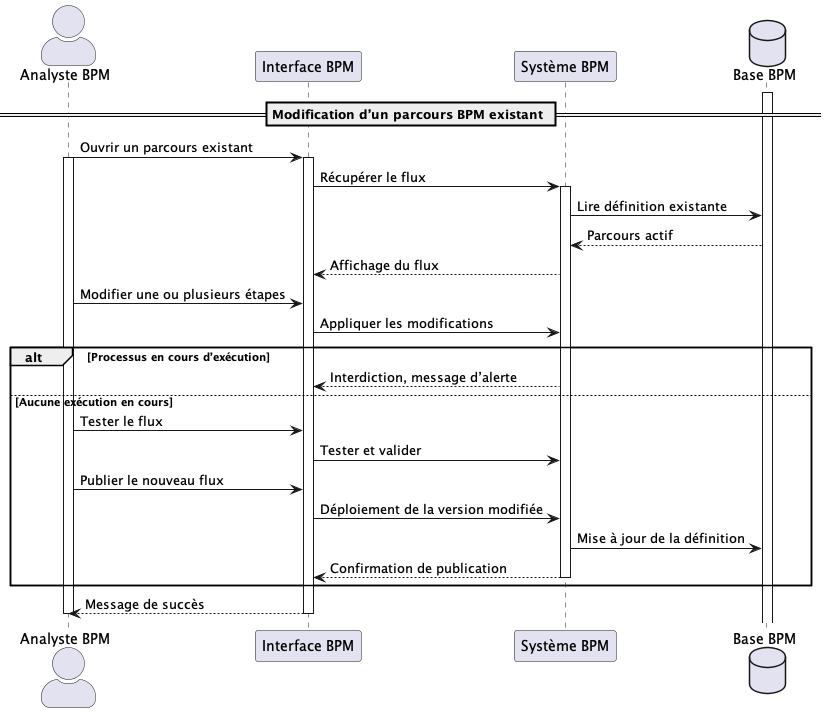 Analyste BPM
Interface BPM
Système BPM
Base BPM
Modification d'un parcours BPM existant
Ouvrir un parcours existant
Récupérer le flux
Lire définition existante
Parcours actif
Affichage du flux
Modifier une ou plusieurs étapes
Appliquer les modifications
alt
[Processus en cours d'exécution]
Interdiction, message d'alerte
[Aucune exécution en cours]
Tester le flux
Tester et valider
Publier le nouveau flux
Déploiement de la version modifiée
Mise à jour de la définition
Confirmation de publication
Message de succès
Analyste BPM
Interface BPM
Système BPM
Base BPM